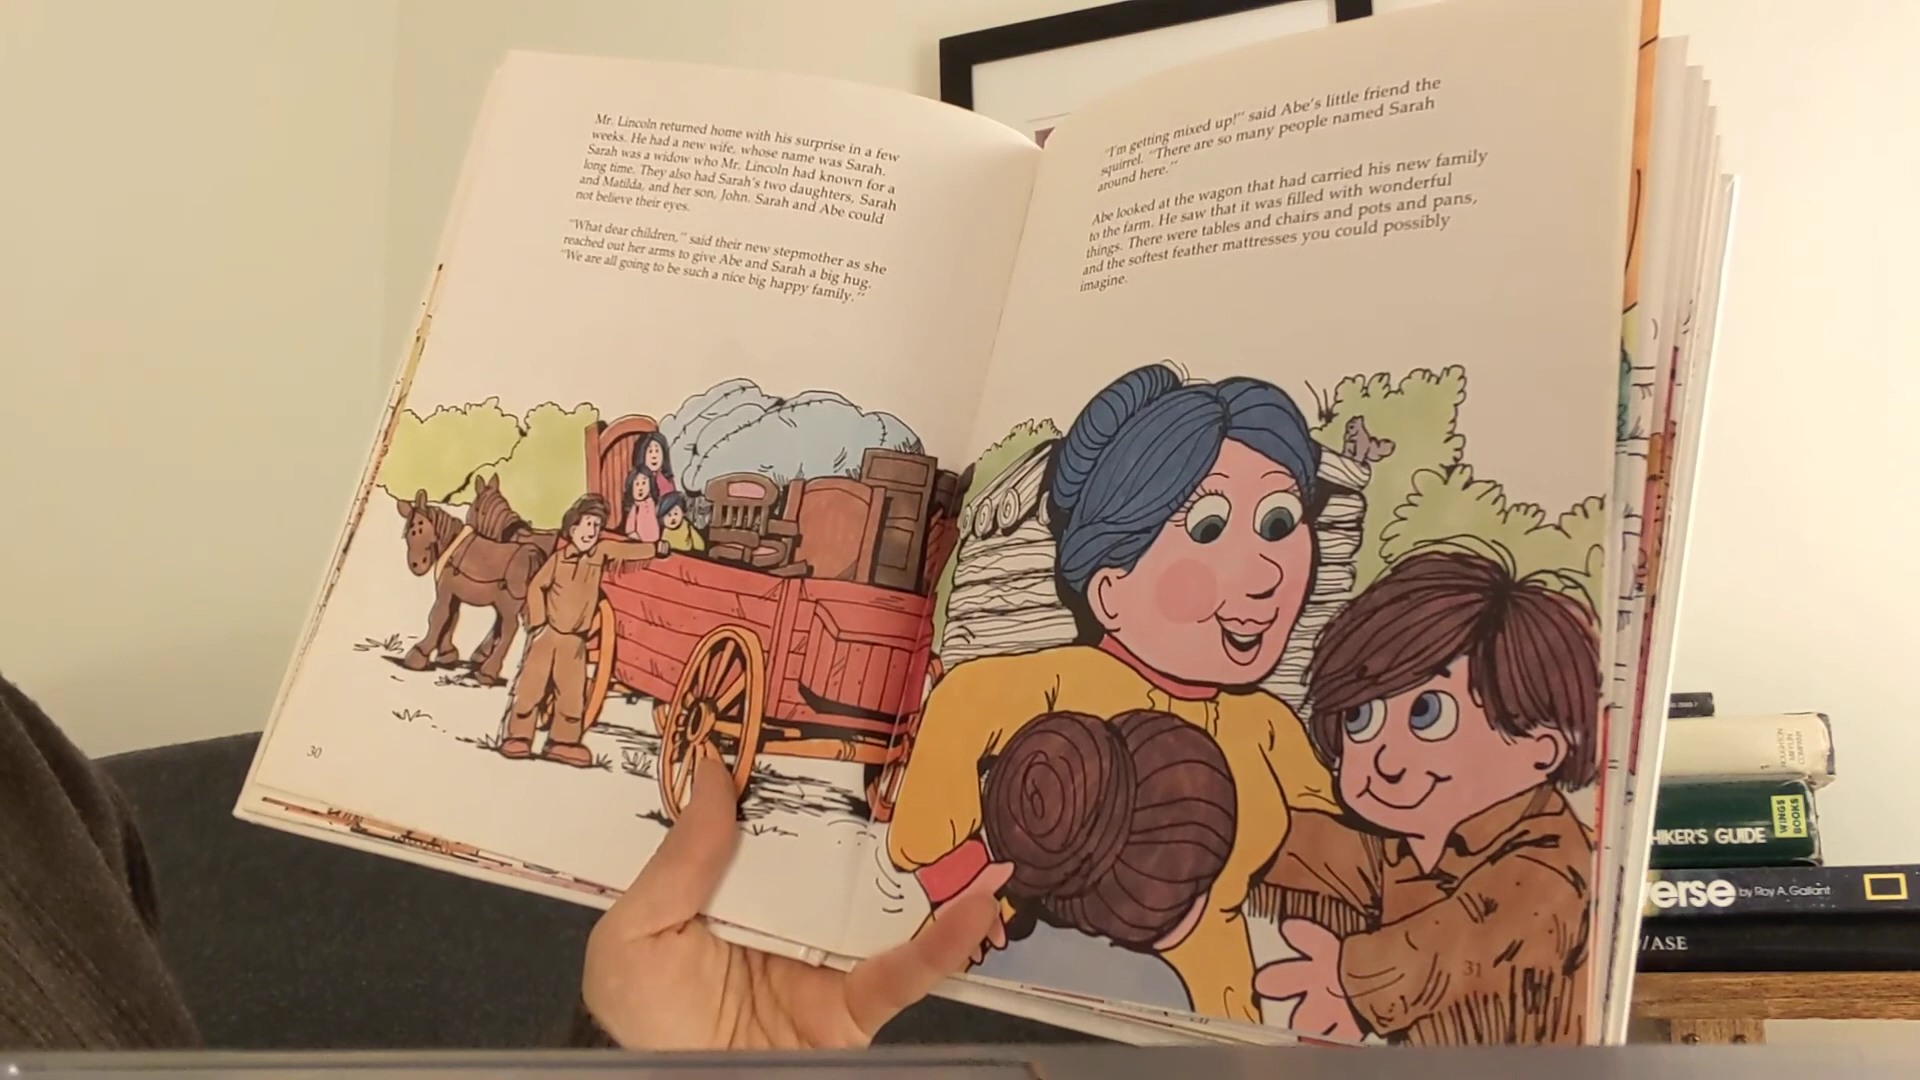 Mr. Lincoln returned home with his surprise in a few
weeks. He had a new wife, whose name was Sarah.
Sarah was a widow who Mr. Lincoln had known for a
long time. They also had Sarah's two daughters, Sarah
and Matilda, and her son, John. Sarah and Abe could
not believe their eyes.
"What dear children," said their new stepmother as she
reached out her arms to give Abe and Sarah a big hug.
"We are all going to be such a nice big happy family."
30
"I'm getting mixed up!" said Abe's little friend the
squirrel. "There are so many people named Sarah
around here."
Abe looked at the wagon that had carried his new family
to the farm. He saw that it was filled with wonderful
things. There were tables and chairs and pots and pans,
and the softest feather mattresses you could possibly
imagine.
31
HOUGHTON
MIFFLIN
COMPANY
HIKER'S GUIDE
WINGS
BOOKS
erse by Roy A. Gallant
/ASE